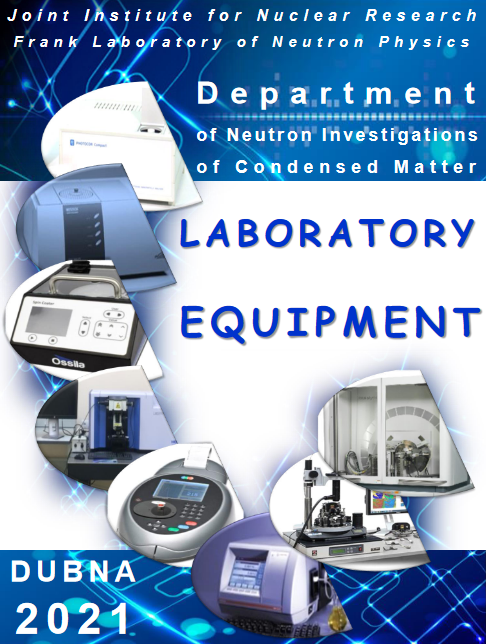 Joint Institute for Nuclear Research
Frank Laboratory of Neutron Physics
Department
of Neutron Investigations
of Condensed Matter
LABORATORY
EQUIPMENT
Ossila
DUBNA
2021